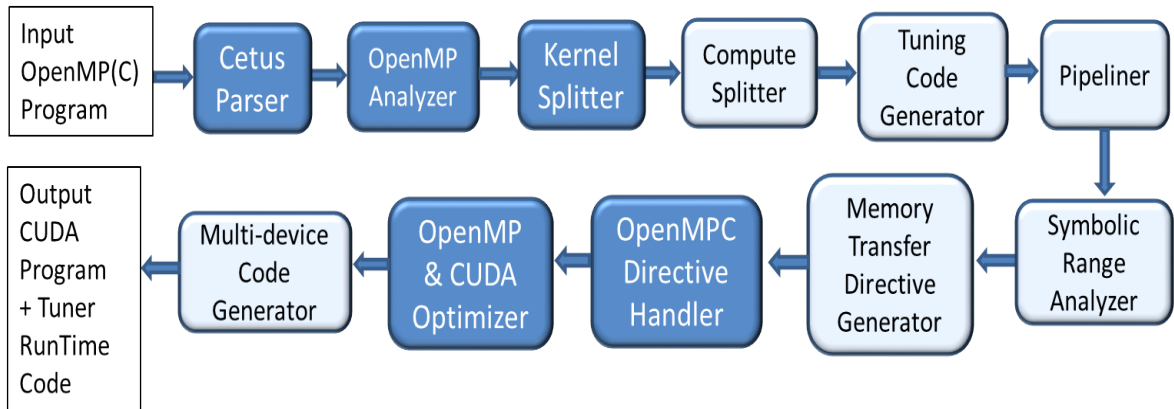 Input
OpenMP(C)
Program
Cetus
Parser
OpenMP
Analyzer
Kernel
Splitter
Compute
Splitter
Tuning
Code
Generator
Pipeliner
Output
CUDA
Program
+ Tuner
RunTime
Code
Multi-device
Code
Generator
OpenMP
& CUDA
Optimizer
OpenMPC
Directive
Handler
Memory
Transfer
Directive
Generator
Symbolic
Range
Analyzer